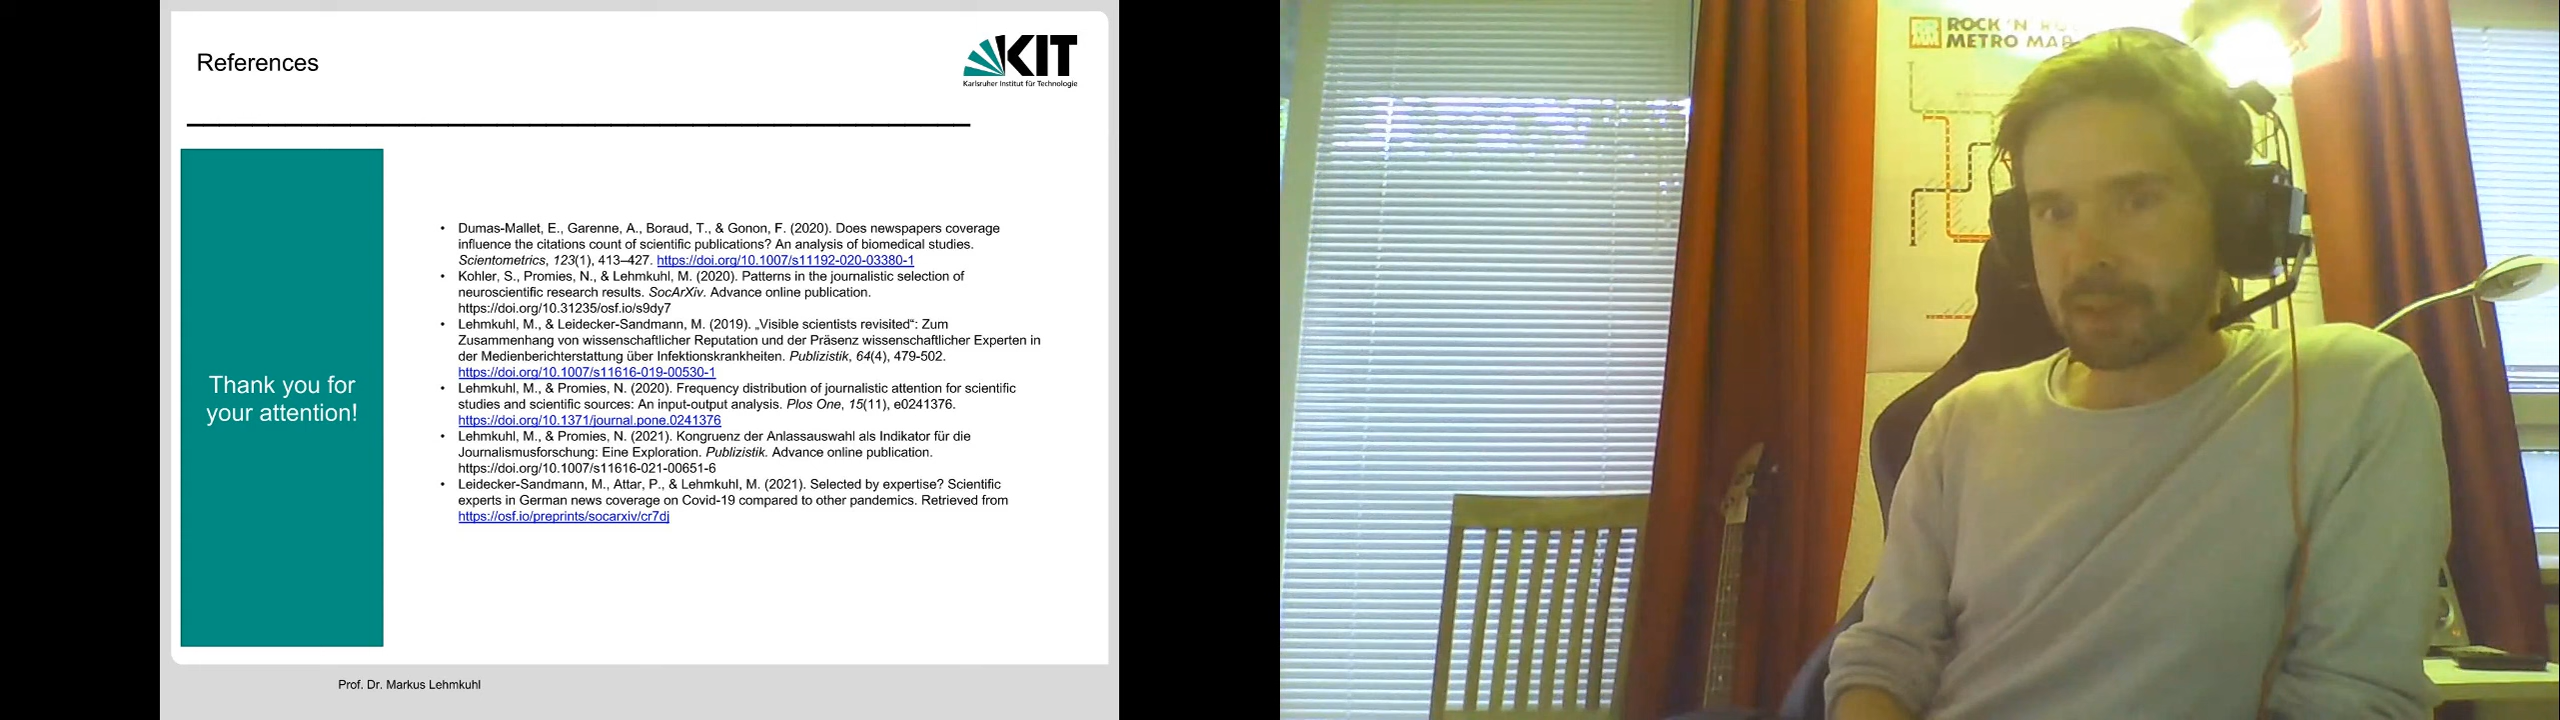 References
KIT
Karlsruher Institut für Technologie
Thank you for
your attention!
• Dumas-Mallet, E., Garenne, A., Boraud, T., & Gonon, F. (2020). Does newspapers coverage
influence the citations count of scientific publications? An analysis of biomedical studies.
Scientometrics, 123(1), 413–427. https://doi.org/10.1007/s11192-020-03380-1
• Kohler, S., Promies, N., & Lehmkuhl, M. (2020). Patterns in the journalistic selection of
neuroscientific research results. SocArXiv. Advance online publication.
https://doi.org/10.31235/osf.io/s9dy7
• Lehmkuhl, M., & Leidecker-Sandmann, M. (2019). „Visible scientists revisited“: Zum
Zusammenhang von wissenschaftlicher Reputation und der Präsenz wissenschaftlicher Experten in
der Medienberichterstattung über Infektionskrankheiten. Publizistik, 64(4), 479-502.
https://doi.org/10.1007/s11616-019-00530-1
• Lehmkuhl, M., & Promies, N. (2020). Frequency distribution of journalistic attention for scientific
studies and scientific sources: An input-output analysis. Plos One, 15(11), e0241376.
https://doi.org/10.1371/journal.pone.0241376
• Lehmkuhl, M., & Promies, N. (2021). Kongruenz der Anlassauswahl als Indikator für die
Journalismusforschung: Eine Exploration. Publizistik. Advance online publication.
https://doi.org/10.1007/s11616-021-00651-6
• Leidecker-Sandmann, M., Attar, P., & Lehmkuhl, M. (2021). Selected by expertise? Scientific
experts in German news coverage on Covid-19 compared to other pandemics. Retrieved from
https://osf.io/preprints/socarxiv/cr7dj
Prof. Dr. Markus Lehmkuhl
ROCK 'N'
METRO MAP